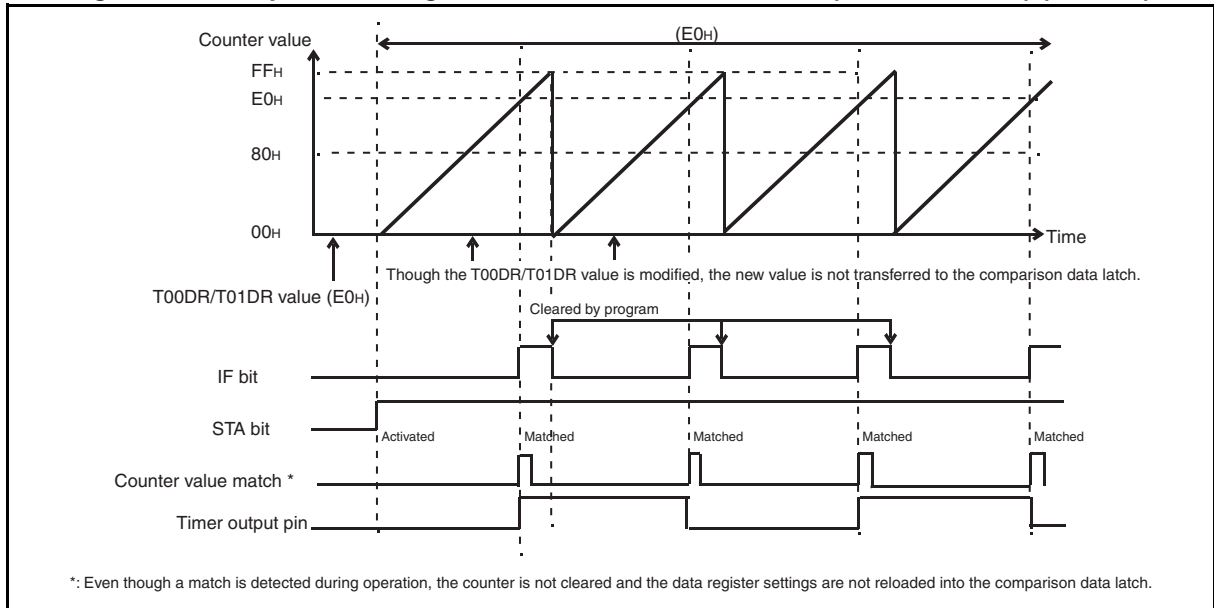 Counter value
(E0H)
FFH
E0H
80H
00H
Time
Though the T00DR/T01DR value is modified, the new value is not transferred to the comparison data latch.
T00DR/T01DR value (E0H)
Cleared by program
IF bit
STA bit
Activated Matched Matched Matched Matched
Counter value match *
Timer output pin
*: Even though a match is detected during operation, the counter is not cleared and the data register settings are not reloaded into the comparison data latch.